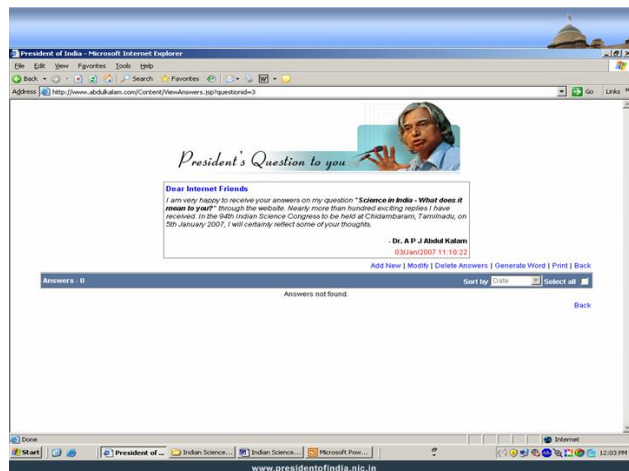 President of India - Microsoft Internet Explorer
File Edit View Favorites Tools Help
Back Search Favorites
Address http://www.abdulkalam.com/Content/ViewAnswers.jsp?questionid=3 Go Links
President's Question to you
Dear Internet Friends
I am very happy to receive your answers on my question "Science in India - What does it
mean to you?" through the website. Nearly more than hundred exciting replies I have
received. In the 94th Indian Science Congress to be held at Chidambaram, Tamilnadu, on
5th January 2007, I will certainly reflect some of your thoughts.
- Dr. A P J Abdul Kalam
03/Jan/2007 11:10:22
Add New | Modify | Delete Answers | Generate Word | Print | Back
Answers - 0 Sort by Date Select all
Answers not found.
Back
Done Internet
Start President of ... Indian Science... Indian Science... Microsoft Pow... 12:03 PM
www.presidentofindia.nic.in